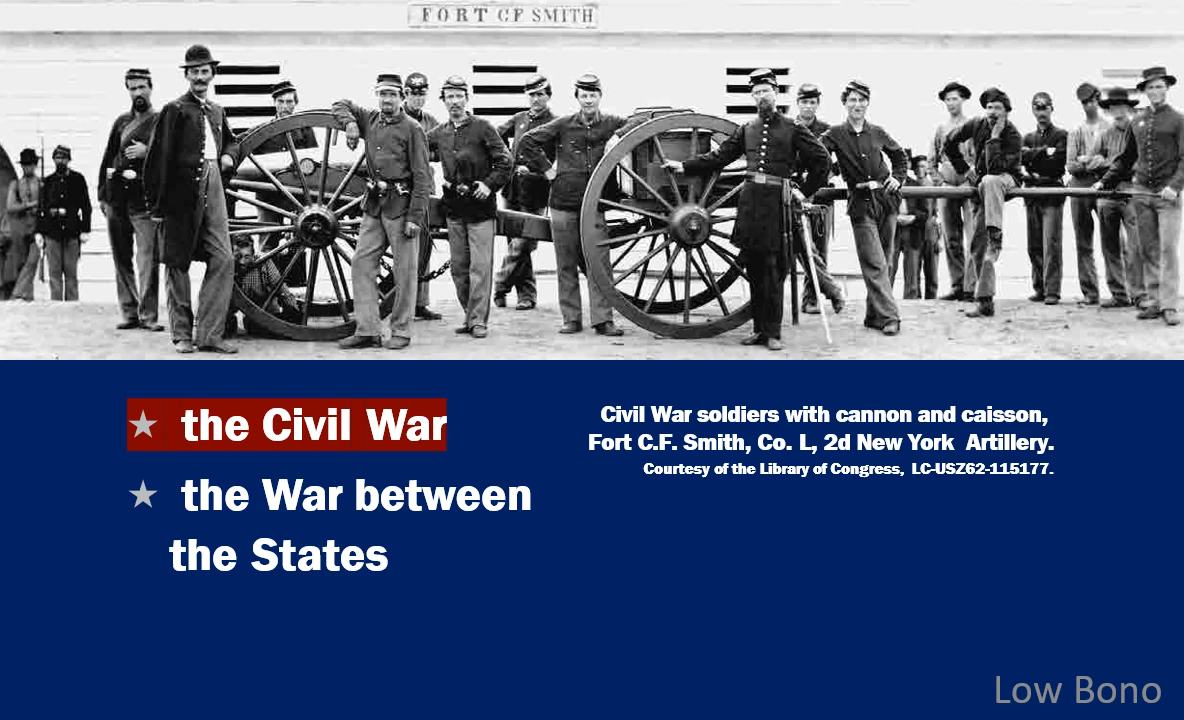 FORT CF SMITH
★ the Civil War
★ the War between
the States
Civil War soldiers with cannon and caisson,
Fort C.F. Smith, Co. L, 2d New York Artillery.
Courtesy of the Library of Congress, LC-USZ62-115177.
Low Bono